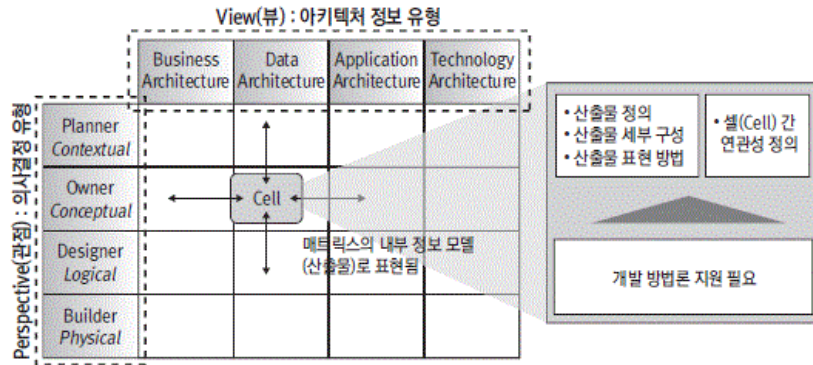 View(뷰) : 아키텍처 정보 유형
Business
Architecture
Data
Architecture
Application
Architecture
Technology
Architecture
Perspective(관점) : 의사결정 유형
Planner
Contextual
Owner
Conceptual
Designer
Logical
Builder
Physical
Cell
매트릭스의 내부 정보 모델
(산출물)로 표현됨
• 산출물 정의
• 산출물 세부 구성
• 산출물 표현 방법
• 셀(Cell) 간
연관성 정의
개발 방법론 지원 필요